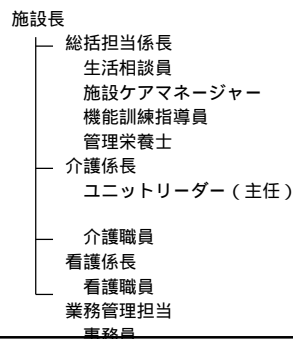 施設長
総括担当係長
生活相談員
施設ケアマネージャー
機能訓練指導員
管理栄養士
介護係長
ユニットリーダー（主任）
介護職員
看護係長
看護職員
業務管理担当
事務員